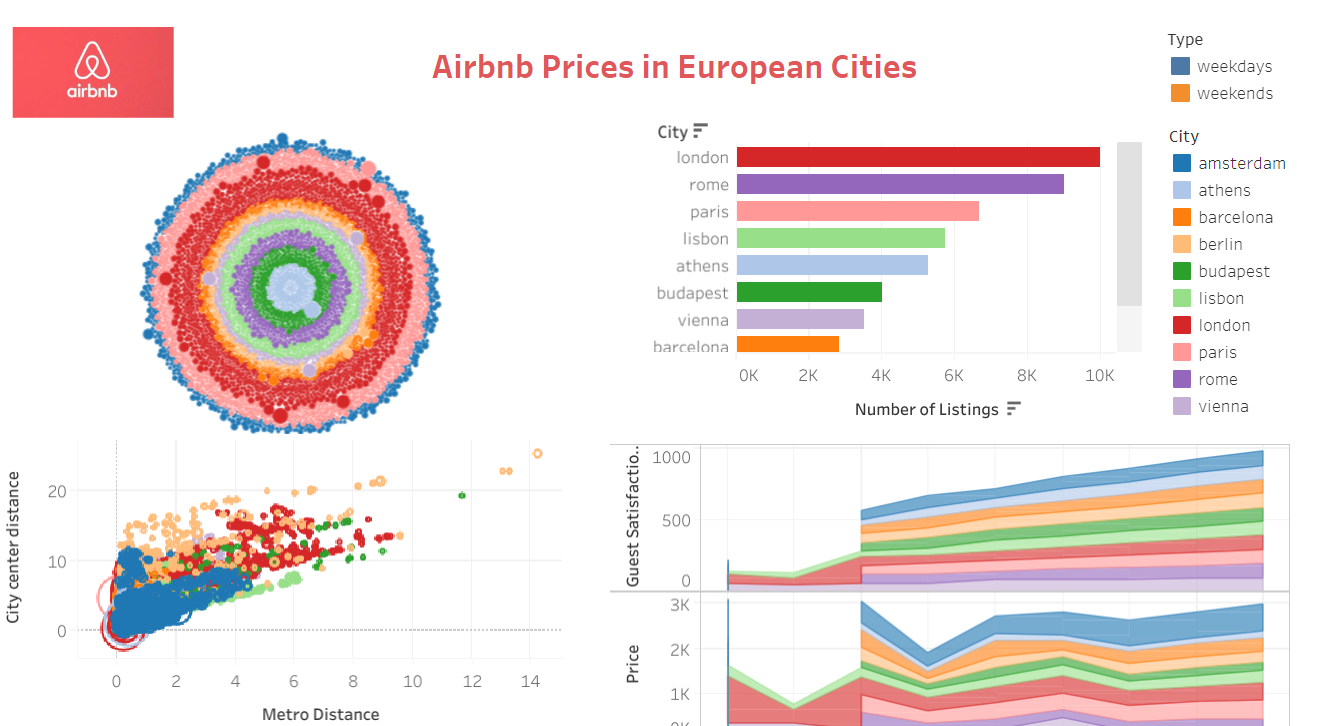 airbnb
Airbnb Prices in European Cities
Type
weekdays
weekends
City
amsterdam
athens
barcelona
berlin
budapest
lisbon
london
paris
rome
vienna
City
london
rome
paris
lisbon
athens
budapest
vienna
barcelona
0K 2K 4K 6K 8K 10K
Number of Listings
City center distance
20
10
0
0 2 4 6 8 10 12 14
Metro Distance
Guest Satisfactio..
1000
500
0
Price
3K
2K
1K
0K